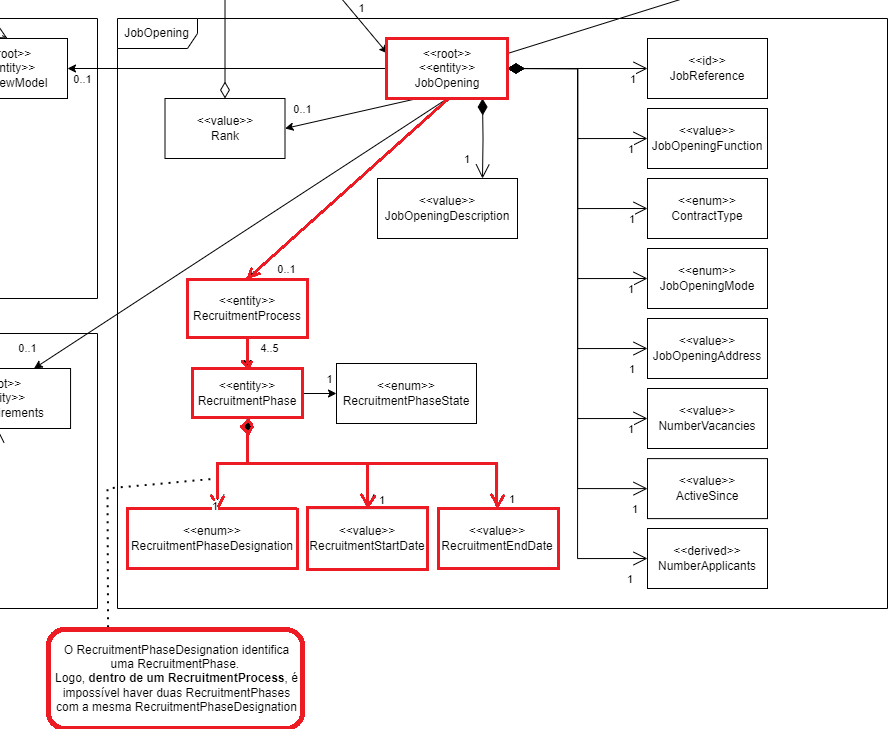 1
JobOpening
root>>
entity>>
ewModel
0..1
<<root>>
<<entity>>
JobOpening
<<id>>
JobReference
1
<<value>>
Rank
0..1
<<value>>
JobOpeningFunction
1
1
<<value>>
JobOpeningDescription
<<enum>>
ContractType
1
<<enum>>
JobOpeningMode
1
0..1
<<entity>>
RecruitmentProcess
<<value>>
JobOpeningAddress
1
0..1
4..5
ot>>
ity>>
irements
<<entity>>
RecruitmentPhase
1
<<enum>>
RecruitmentPhaseState
<<value>>
NumberVacancies
1
<<value>>
ActiveSince
1
1
1
1
<<enum>>
RecruitmentPhaseDesignation
<<value>>
RecruitmentStartDate
<<value>>
RecruitmentEndDate
<<derived>>
NumberApplicants
1
O RecruitmentPhaseDesignation identifica
uma RecruitmentPhase.
Logo, dentro de um RecruitmentProcess, é
impossível haver duas RecruitmentPhases
com a mesma RecruitmentPhaseDesignation